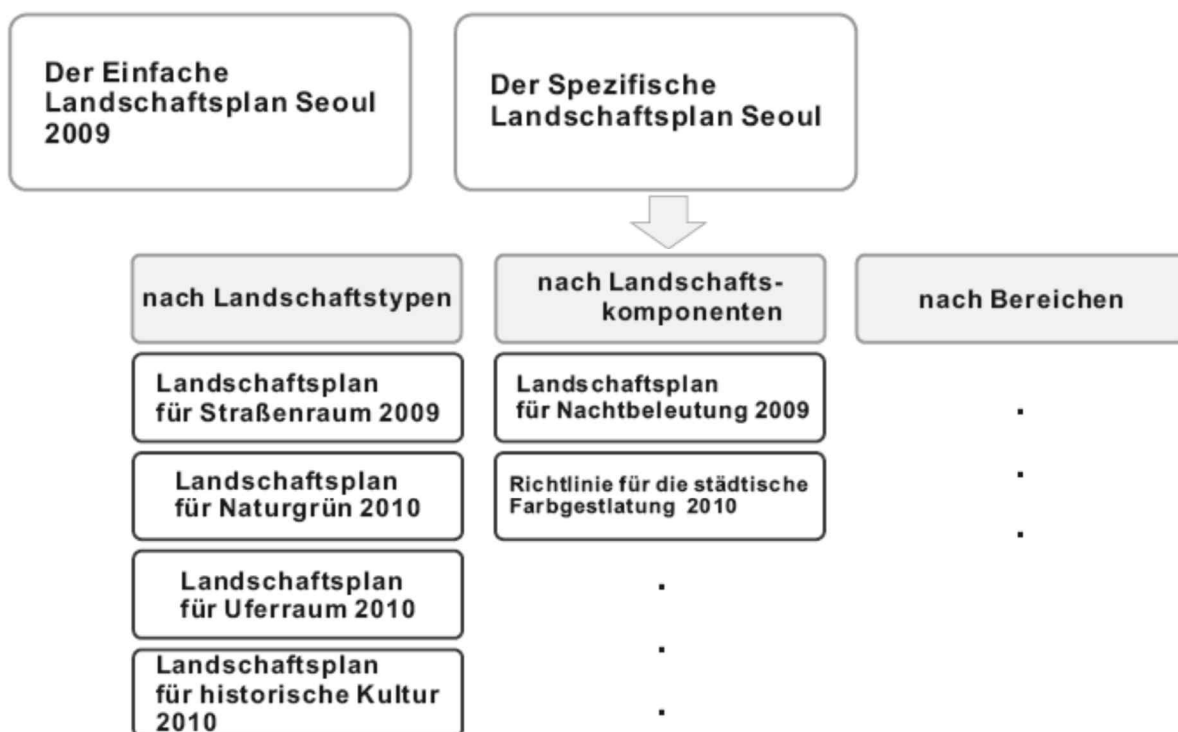 Der Einfache
Landschaftsplan Seoul
2009
Der Spezifische
Landschaftsplan Seoul
nach Landschaftstypen
nach Landschafts-
komponenten
nach Bereichen
Landschaftsplan
für Straßenraum 2009
Landschaftsplan
für Naturgrün 2010
Landschaftsplan
für Uferraum 2010
Landschaftsplan
für historische Kultur
2010
Landschaftsplan
für Nachtbeleutung 2009
Richtlinie für die städtische
Farbgestlatung 2010